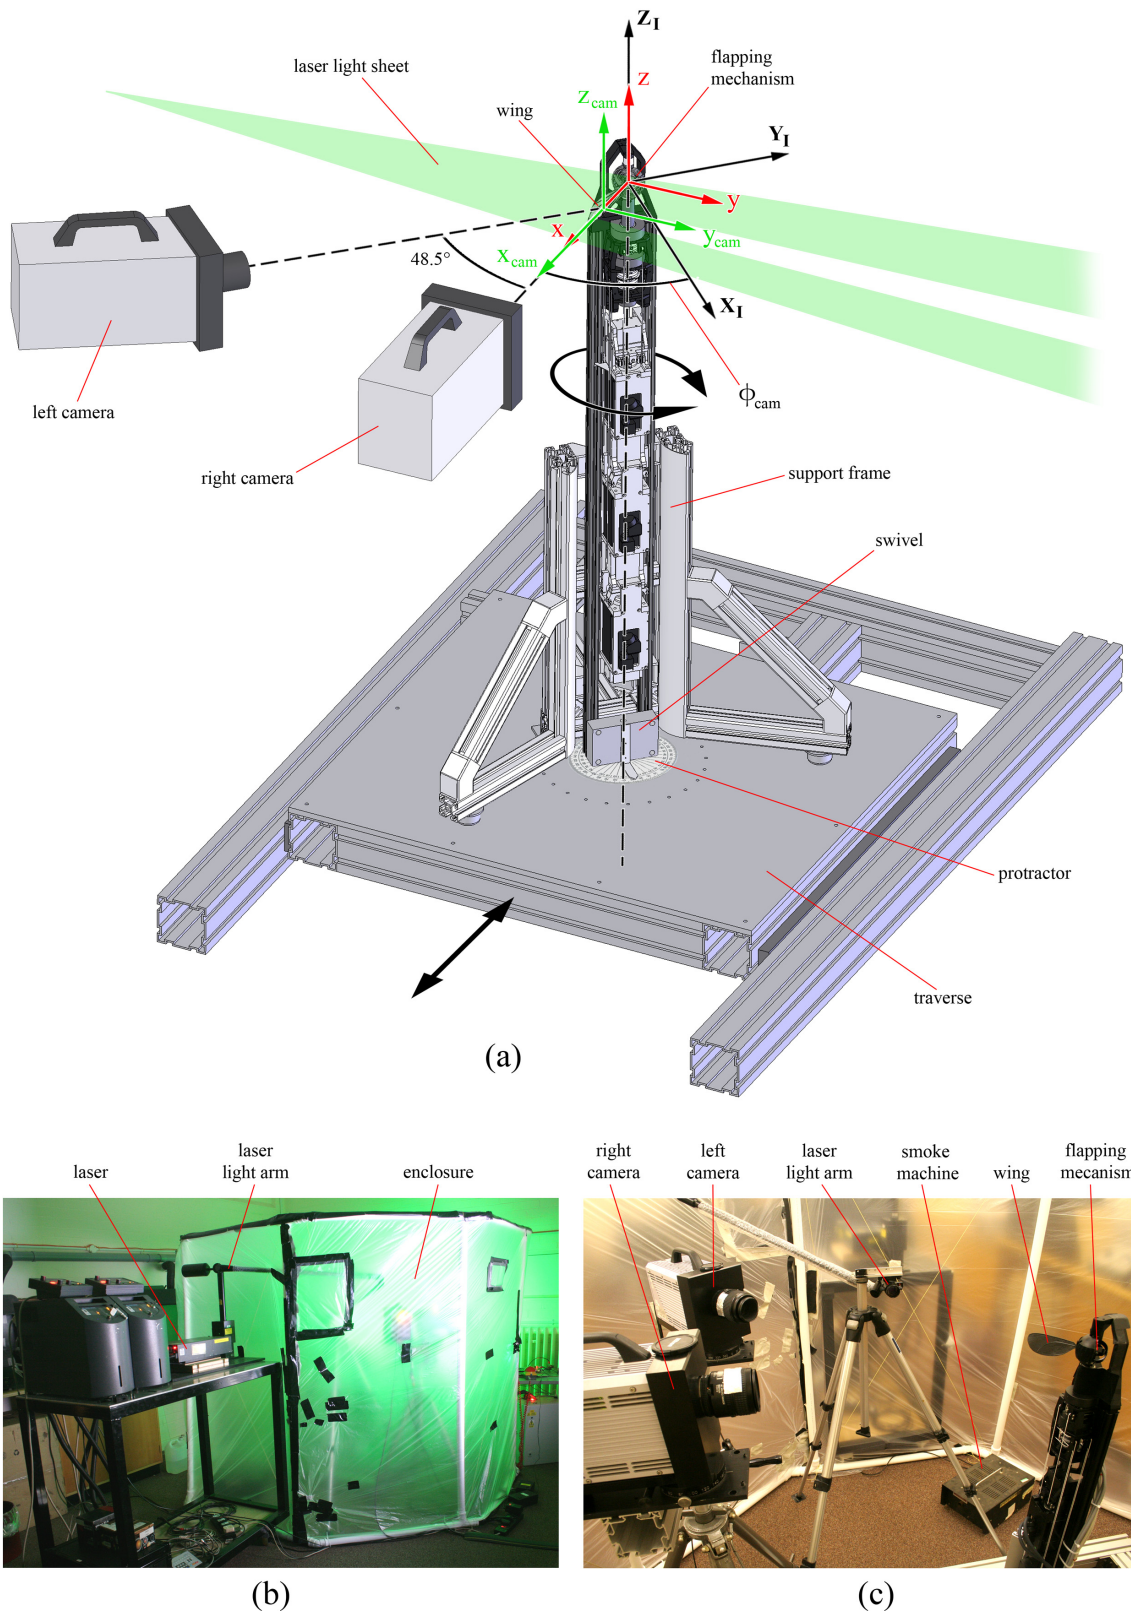 Z_I
laser light sheet
flapping
mechanism
z
z_cam
wing
Y_I
y
y_cam
x
x_cam
48.5°
X_I
ϕ_cam
left camera
right camera
support frame
swivel
protractor
traverse
(a)
laser
laser
light arm
enclosure
right
camera
left
camera
laser
light arm
smoke
machine
wing
flapping
mecanism
(b)
(c)